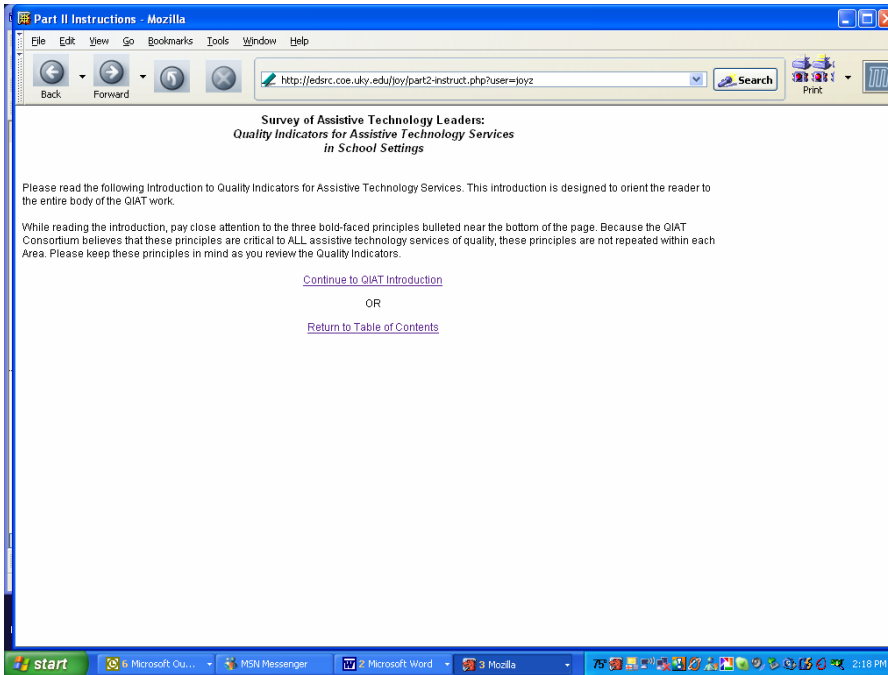 Part II Instructions - Mozilla
File Edit View Go Bookmarks Tools Window Help
Back Forward http://edsrc.coe.uky.edu/joy/part2-instruct.php?user=joyz Search Print
Survey of Assistive Technology Leaders:
Quality Indicators for Assistive Technology Services
in School Settings
Please read the following Introduction to Quality Indicators for Assistive Technology Services. This introduction is designed to orient the reader to
the entire body of the QIAT work.
While reading the introduction, pay close attention to the three bold-faced principles bulleted near the bottom of the page. Because the QIAT
Consortium believes that these principles are critical to ALL assistive technology services of quality, these principles are not repeated within each
Area. Please keep these principles in mind as you review the Quality Indicators.
Continue to QIAT Introduction
OR
Return to Table of Contents
start 6 Microsoft Ou... MSN Messenger 2 Microsoft Word 3 Mozilla 75° 2:18 PM